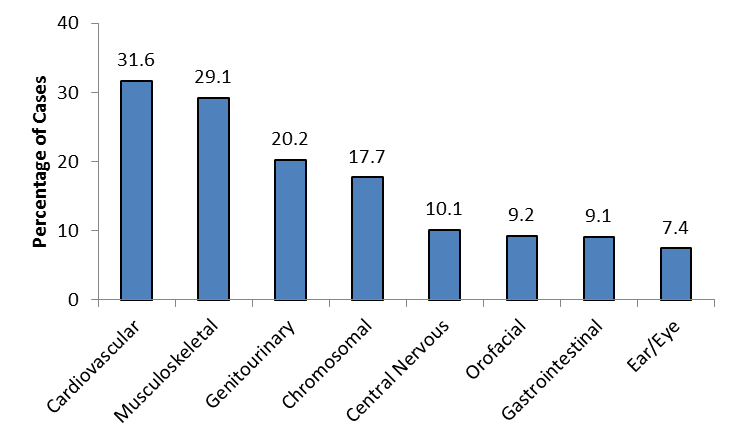 40
30
20
10
0
Percentage of Cases
31.6
29.1
20.2
17.7
10.1
9.2
9.1
7.4
Cardiovascular
Musculoskeletal
Genitourinary
Chromosomal
Central Nervous
Orofacial
Gastrointestinal
Ear/Eye